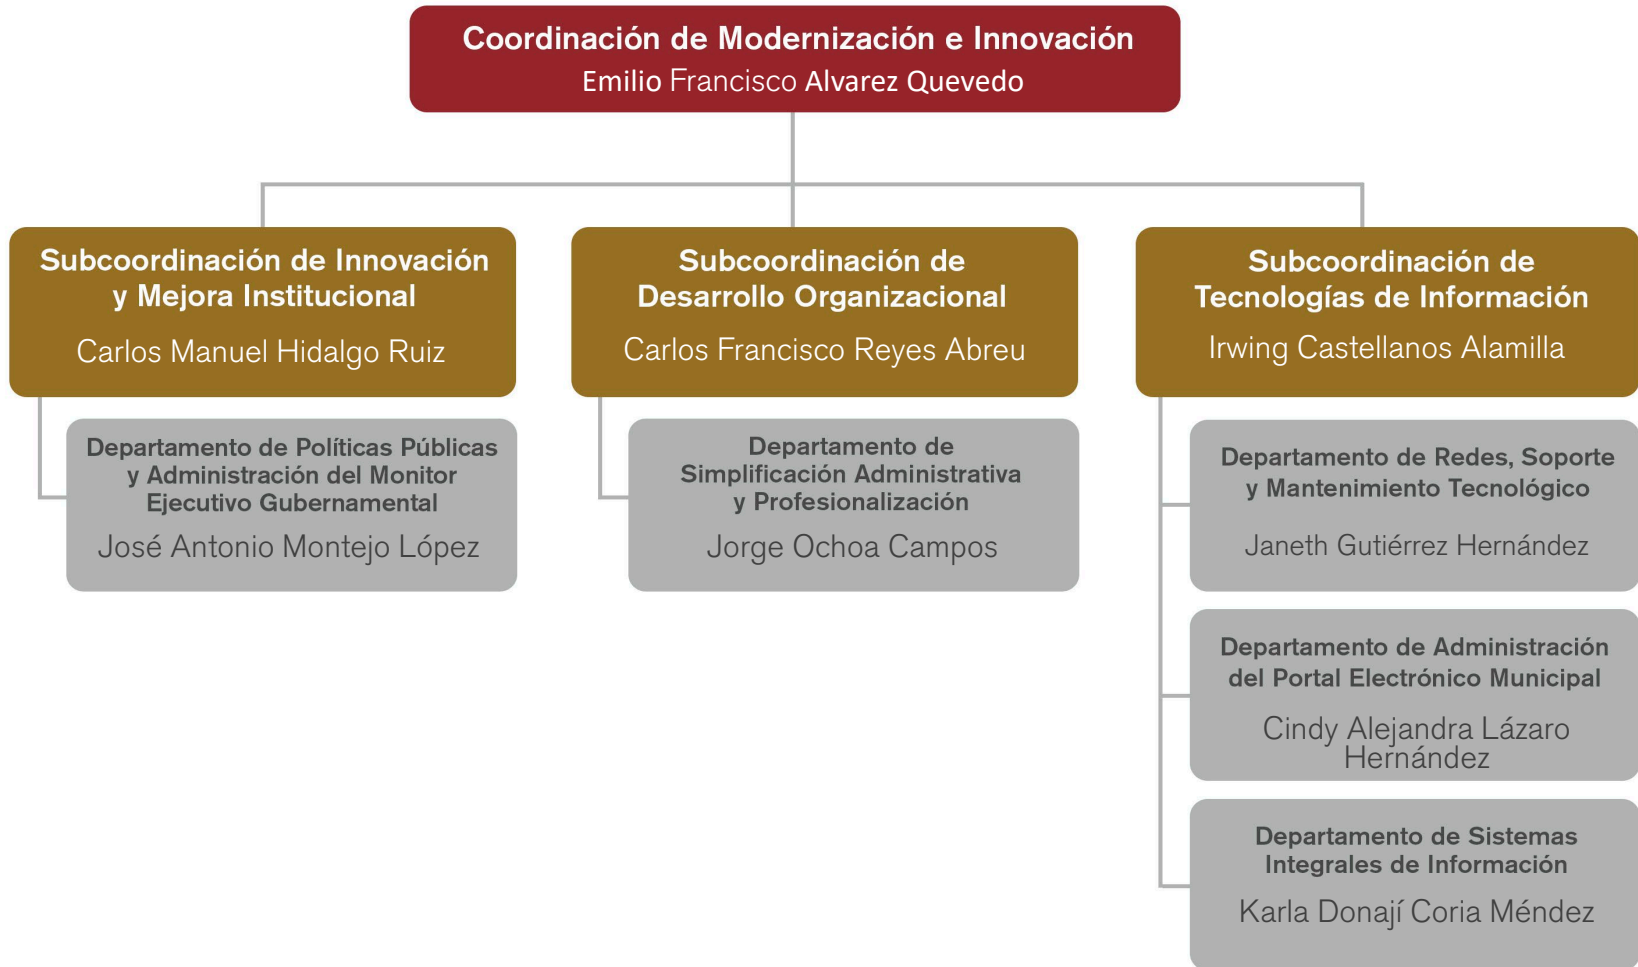 Coordinación de Modernización e Innovación
Emilio Francisco Alvarez Quevedo
Subcoordinación de Innovación
y Mejora Institucional
Carlos Manuel Hidalgo Ruiz
Departamento de Políticas Públicas
y Administración del Monitor
Ejecutivo Gubernamental
José Antonio Montejo López
Subcoordinación de
Desarrollo Organizacional
Carlos Francisco Reyes Abreu
Departamento de
Simplificación Administrativa
y Profesionalización
Jorge Ochoa Campos
Subcoordinación de
Tecnologías de Información
Irwing Castellanos Alamilla
Departamento de Redes, Soporte
y Mantenimiento Tecnológico
Janeth Gutiérrez Hernández
Departamento de Administración
del Portal Electrónico Municipal
Cindy Alejandra Lázaro
Hernández
Departamento de Sistemas
Integrales de Información
Karla Donají Coria Méndez